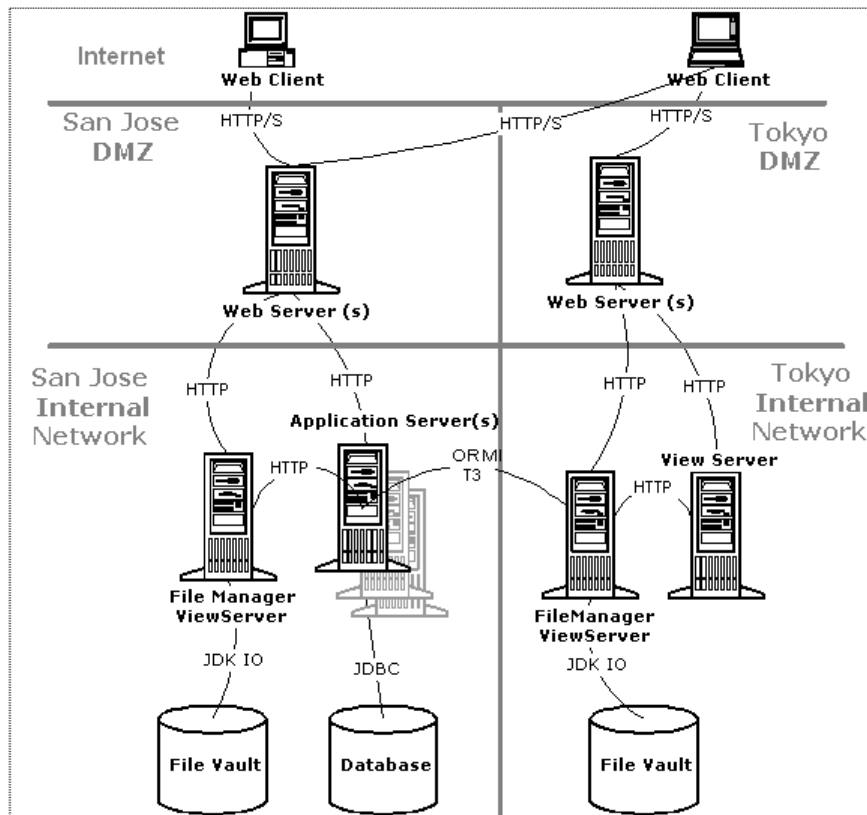 Internet
Web Client
Web Client
San Jose
DMZ
HTTP/S
HTTP/S
HTTP/S
Tokyo
DMZ
Web Server (s)
Web Server (s)
San Jose
Internal
Network
HTTP
HTTP
HTTP
HTTP
Tokyo
Internal
Network
Application Server(s)
HTTP
ORMI
T3
View Server
HTTP
File Manager
ViewServer
FileManager
ViewServer
JDK IO
JDBC
JDK IO
File Vault
Database
File Vault